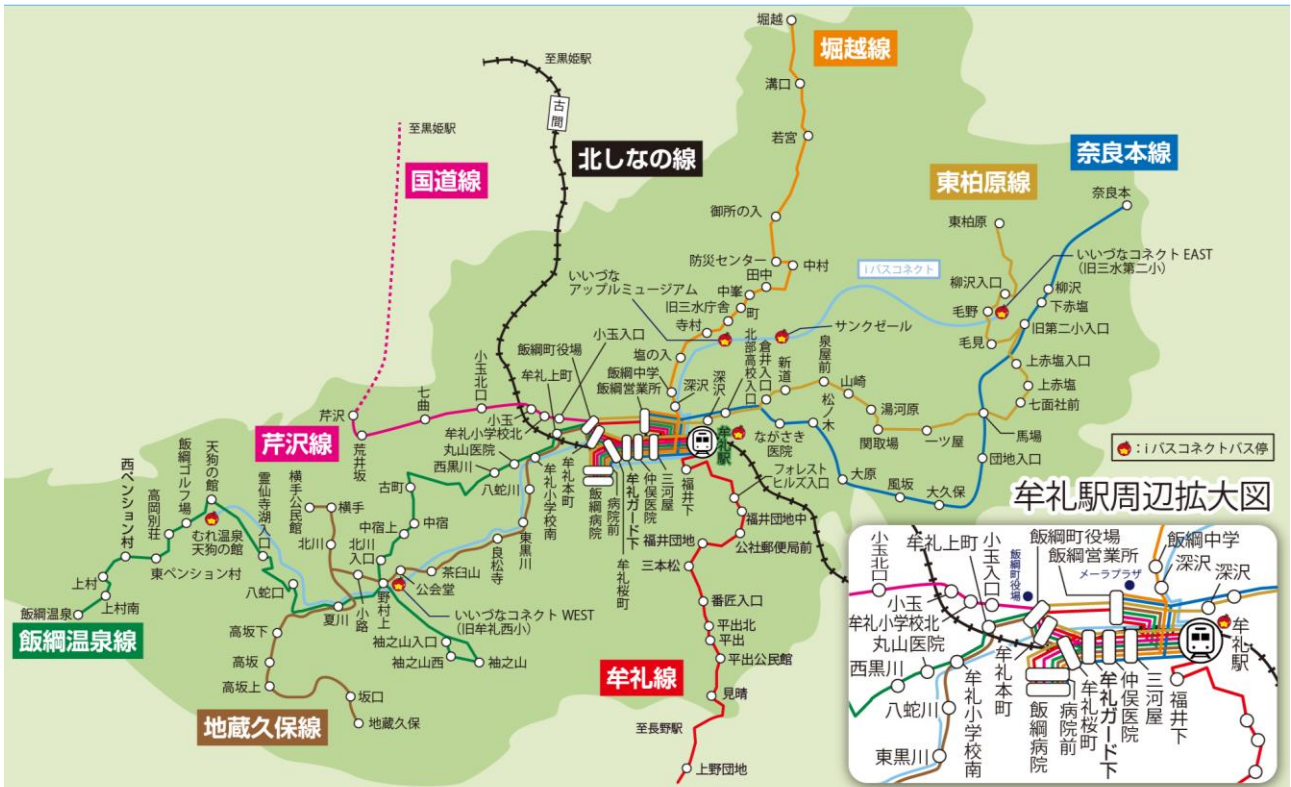 堀越
堀越線
溝口
若宮
御所の入
防災センター
中村
田中
中峯
町
旧三水庁舎
寺村
塩の入
深沢
飯綱中学
飯綱営業所
至黒姫駅
古間
北しなの線
至黒姫駅
国道線
奈良本線
奈良本
東柏原線
東柏原
いいづなコネクト EAST
(旧三水第二小)
柳沢入口
柳沢
下赤塩
毛野
旧第二小入口
毛見
上赤塩入口
上赤塩
七面社前
馬場
団地入口
iバスコネクト
いいづな
アップルミュージアム
サンクゼール
深沢
北部高校入口
倉井入口
新道
泉屋前
山崎
湯河原
関取場
一ツ屋
ながさき
医院
松ノ木
大原
風坂
大久保
小玉入口
飯綱町役場
牟礼上町
小玉北口
七曲
芹沢
荒井坂
芹沢線
小玉
牟礼小学校北
丸山医院
西黒川
八蛇川
古町
中宿上
中宿
北川
入口
牟礼小学校南
牟礼本町
飯綱病院
病院前
牟礼桜町
牟礼ガード下
仲俣医院
三河屋
牟礼駅
福井下
フォレスト
ヒルズ入口
福井団地中
福井団地
公社郵便局前
三本松
番匠入口
平出北
平出
平出公民館
見晴
牟礼線
至長野駅
上野団地
東黒川
良松寺
茶臼山
公会堂
いいづなコネクト WEST
(旧牟礼西小)
野村上
袖之山入口
袖之山西
袖之山
小路
夏川
横手公民館
横手
北川
八蛇口
霊仙寺湖入口
天狗の館
むれ温泉
天狗の館
飯綱ゴルフ場
高岡別荘
東ペンション村
西ペンション村
上村
上村南
飯綱温泉
飯綱温泉線
高坂下
高坂
高坂上
坂口
地蔵久保
地蔵久保線
:iバスコネクトバス停
牟礼駅周辺拡大図
小玉北口
牟礼上町
小玉入口
飯綱町役場
飯綱町役場
飯綱営業所
メーラプラザ
飯綱中学
深沢
深沢
小玉
牟礼小学校北
丸山医院
西黒川
八蛇川
東黒川
牟礼小学校南
牟礼本町
飯綱病院
病院前
牟礼桜町
牟礼ガード下
仲俣医院
三河屋
牟礼駅
福井下